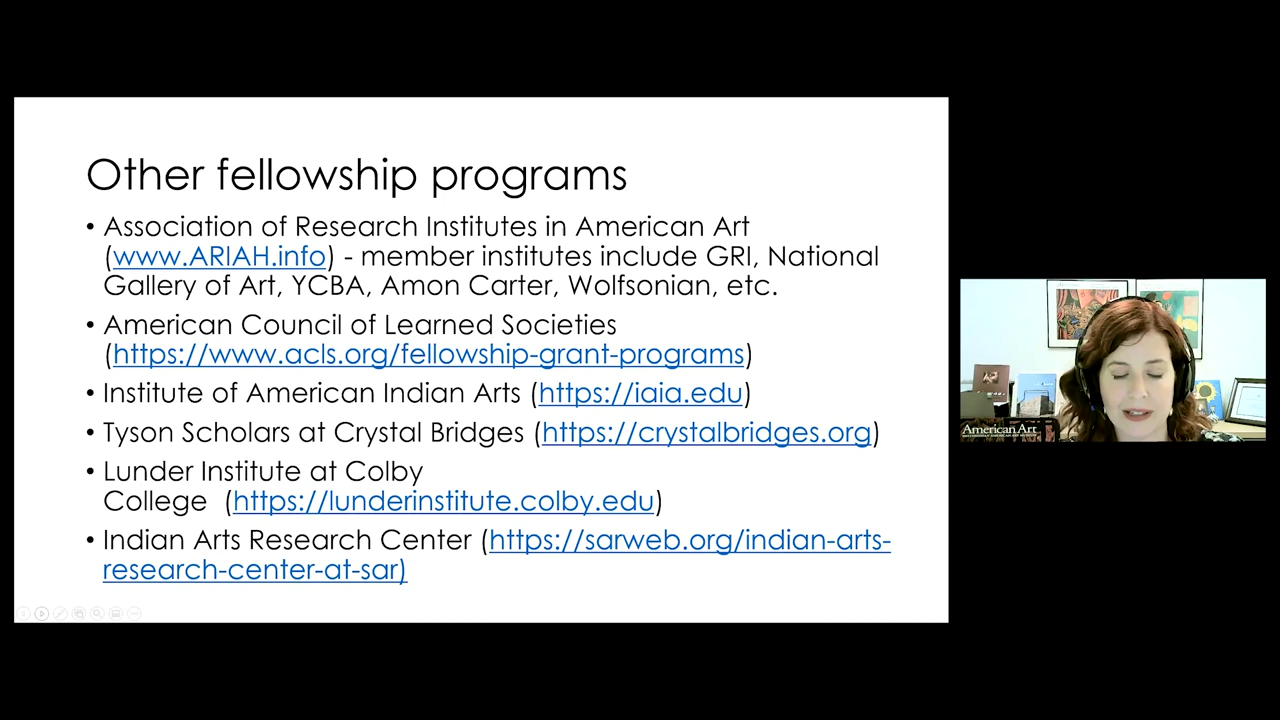 Other fellowship programs
• Association of Research Institutes in American Art
(www.ARIAH.info) - member institutes include GRI, National
Gallery of Art, YCBA, Amon Carter, Wolfsonian, etc.
• American Council of Learned Societies
(https://www.acls.org/fellowship-grant-programs)
• Institute of American Indian Arts (https://iaia.edu)
• Tyson Scholars at Crystal Bridges (https://crystalbridges.org)
• Lunder Institute at Colby
College (https://lunderinstitute.colby.edu)
• Indian Arts Research Center (https://sarweb.org/indian-arts-
research-center-at-sar)
American Art